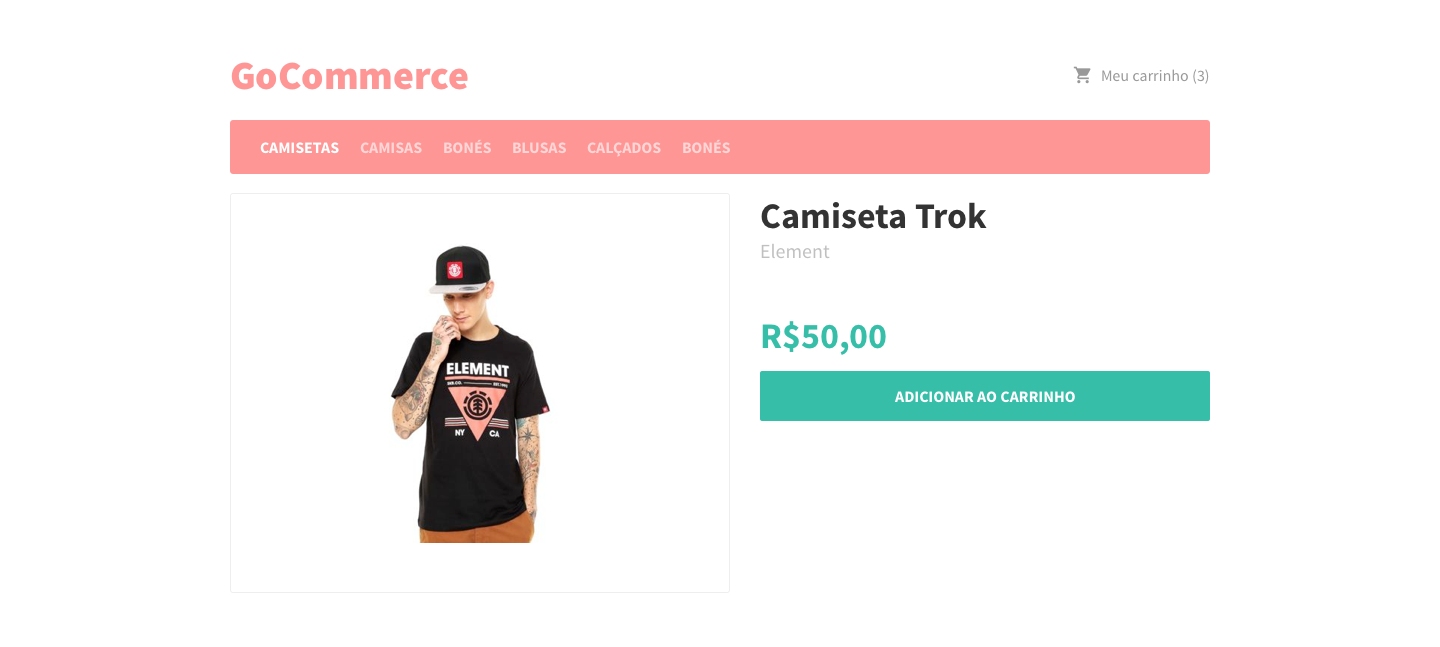 GoCommerce
Meu carrinho (3)
CAMISETAS CAMISAS BONÉS BLUSAS CALÇADOS BONÉS
Camiseta Trok
Element
R$50,00
ADICIONAR AO CARRINHO
ELEMENT
NY CA